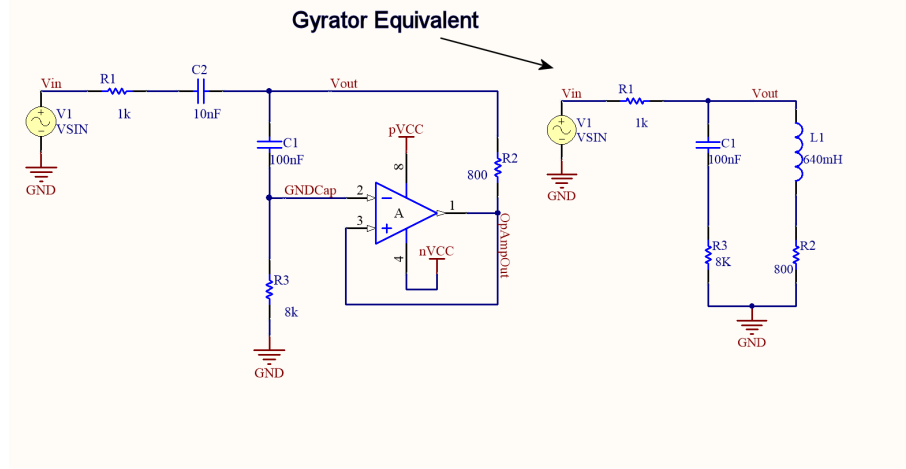 Gyrator Equivalent
Vin
R1
1k
C2
10nF
Vout
V1
VSIN
GND
C1
100nF
GNDCap
2
3
8
4
1
A
pVCC
nVCC
R2
800
OpAmpOut
R3
8k
GND
Vin
R1
1k
Vout
V1
VSIN
GND
C1
100nF
L1
640mH
R3
8K
R2
800
GND